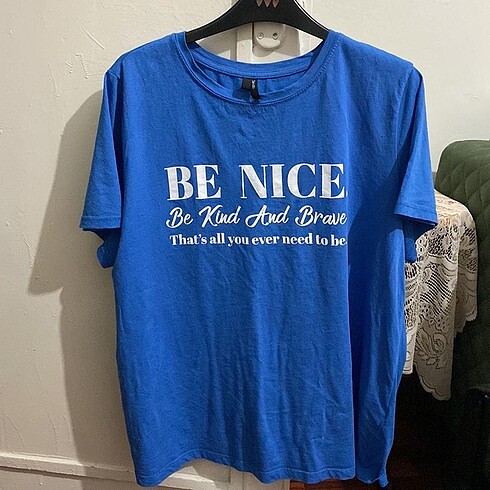 BE NICE
Be Kind And Brave
That's all you ever need to be